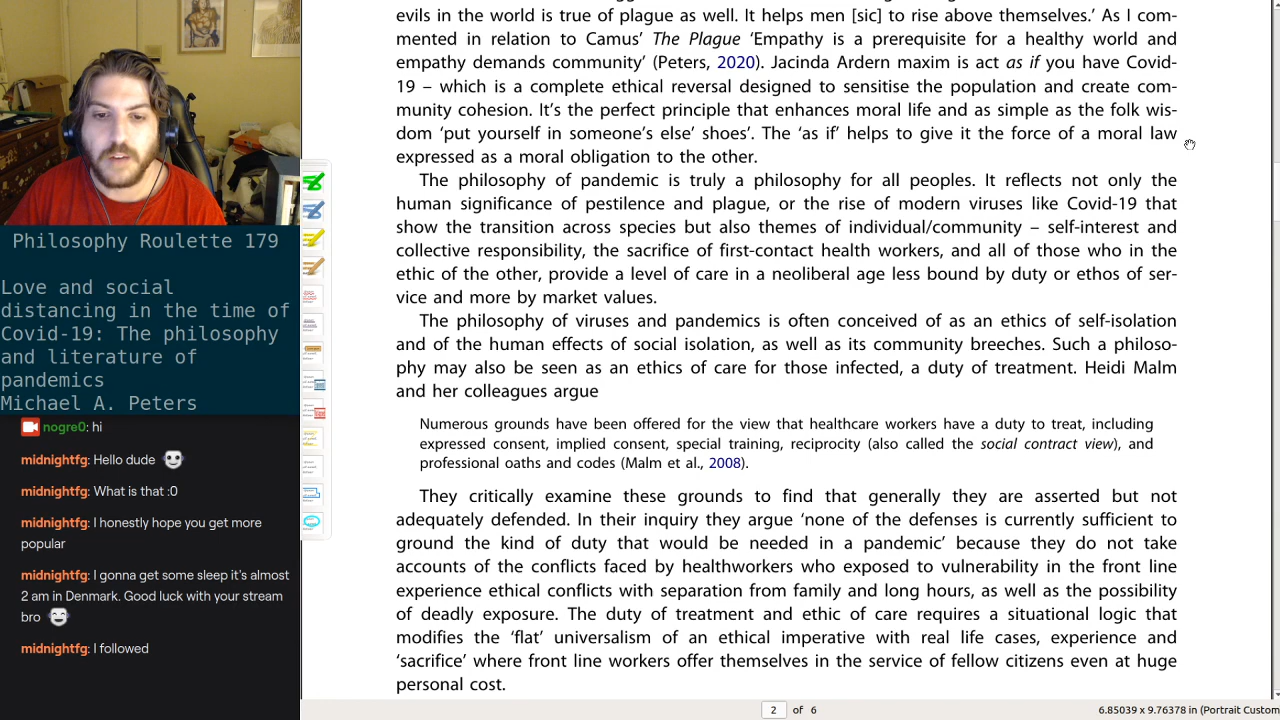 evils in the world is true of plague as well. It helps men [sic] to rise above themselves.' As I com-
mented in relation to Camus' The Plague 'Empathy is a prerequisite for a healthy world and
empathy demands community' (Peters, 2020). Jacinda Ardern maxim is act as if you have Covid-
19 – which is a complete ethical reversal designed to sensitise the population and create com-
munity cohesion. It's the perfect principle that enhances moral life and as simple as the folk wis-
dom 'put yourself in someone's else' shoes'. The 'as if' helps to give it the force of a moral law
expressed as a moral obligation to others.
The philosophy of pandemic is truly a philosophy for all peoples. It reflects not only the
human significance of pestilence and plague, or the rise of modern viruses like Covid-19 that
show the transition across species but also themes of individual/community – self-interest and
collective responsibility; and the sacrifices of those in contact with victims and and of those who in the
ethic of the other, provide a level of care in a neoliberal age is bound by duty or ethos of ser-
vice rather than by market values.
The philosophy and literature of pandemics is often perceived as the ethics of self-isolation
and of the human effects of self-isolation as well as its community benefits. Such a philoso-
phy may also be seen as an ethics of care for those infected, a duty of treatment. Heidi Malm
and her colleagues write:
Numerous grounds have been offered for the view that healthcare workers have a duty to treat, including
expressed consent, implied consent, special training, reciprocity (also called the social contract view), and
professional oaths and codes (Malm et al., 2008).
They critically examine these grounds to find that generally they are asserted but not
adequately defended and they to try to argue 'none of the defenses is currently sufficient to
ground the kind of duty that would be needed in a pandemic' because they do not take
accounts of the conflicts faced by healthworkers who exposed to vulnerability in the front line
experience ethical conflicts with separation from family and long hours, as well as the possibility
of deadly exposure. The duty of treatment and ethic of care requires a situational logic that
modifies the 'flat' universalism of an ethical imperative with real life cases, experience and
'sacrifice' where front line workers offer themselves in the service of fellow citizens even at huge
personal cost.
Philosophy Roulette 179
Love and social
distancing in the time of
Covid-19: The philosophy
and literature of
pandemics
Michael A. Peters
nogre0: hi
midnightfg: Hello dude
midnightfg: What is that :0
midnightfg: I honestly hope you get more
popular
midnightfg: I gonna get some sleep it's almost
2 am in Denmark. Good luck with your stream
bro
midnightfg: I followed
2 of 6
6.85039 x 9.76378 in (Portrait Custom